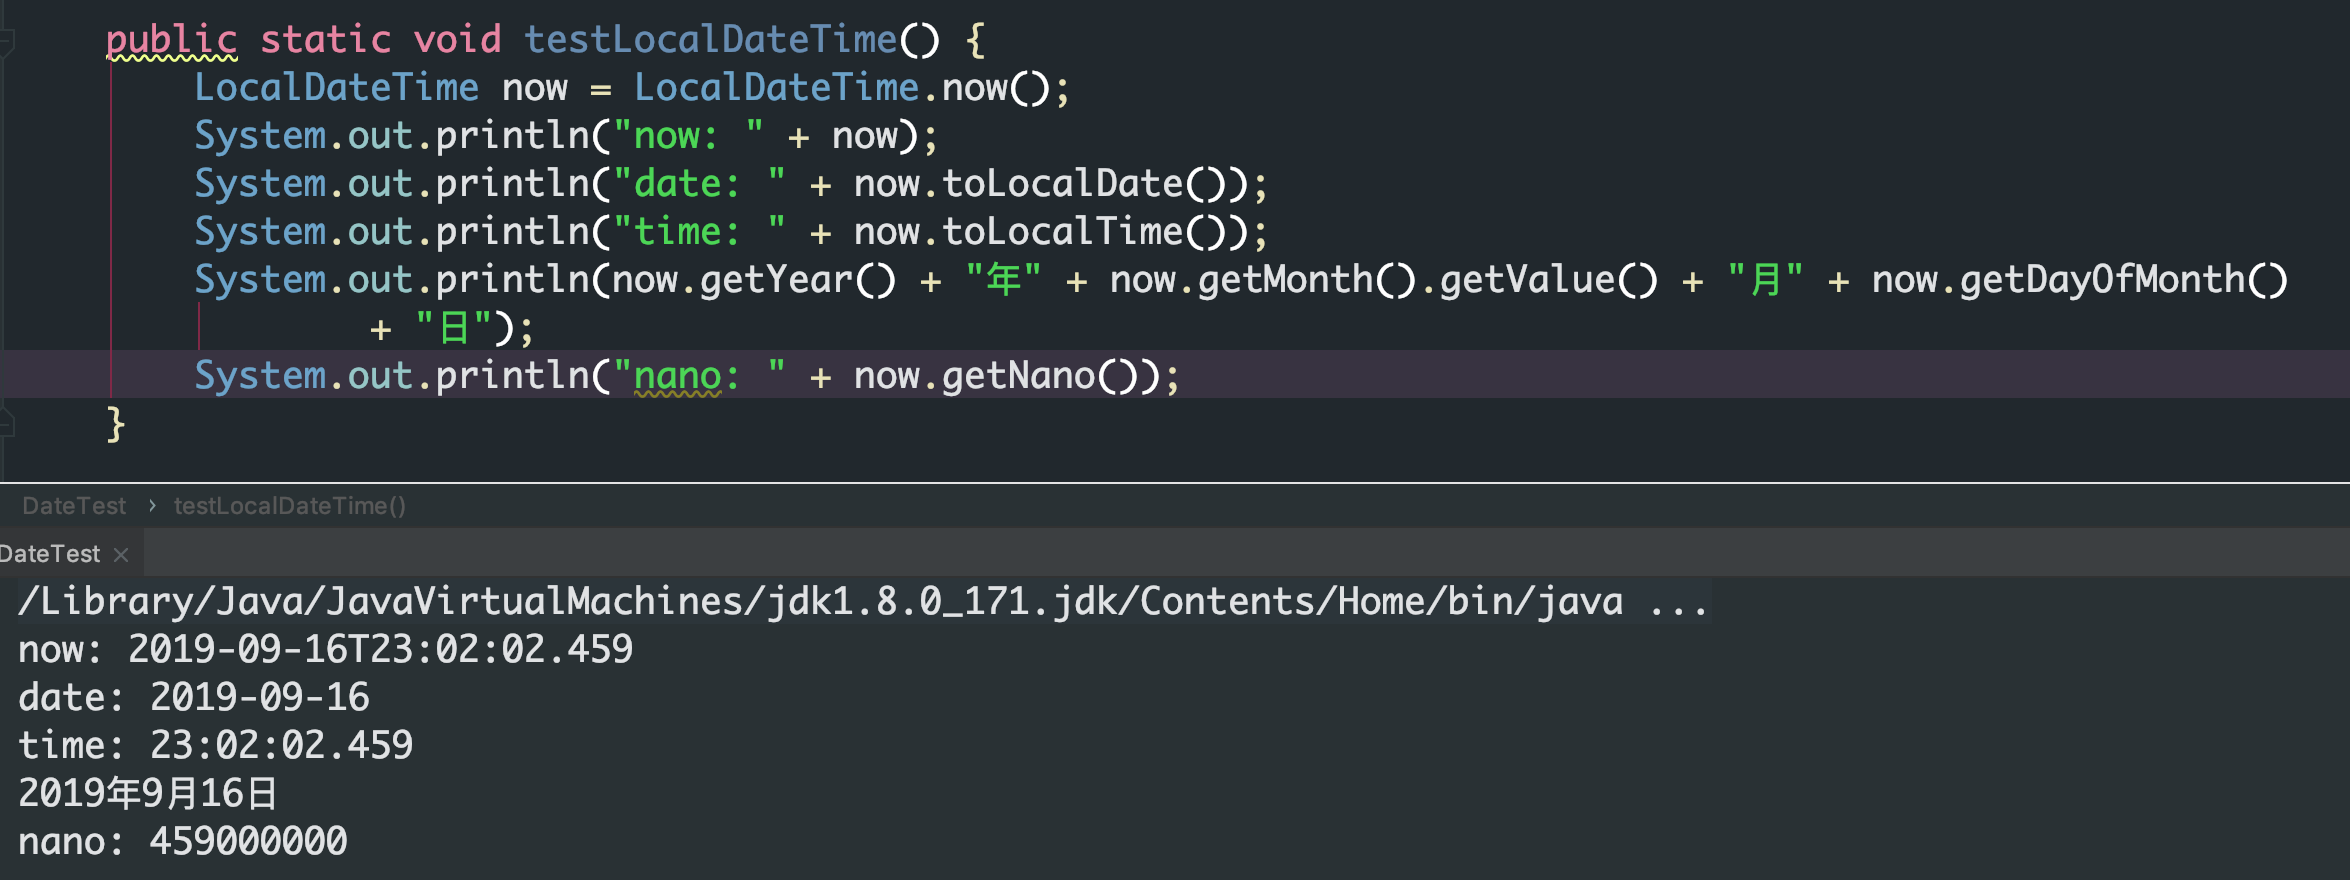 public static void testLocalDateTime() {
LocalDateTime now = LocalDateTime.now();
System.out.println("now: " + now);
System.out.println("date: " + now.toLocalDate());
System.out.println("time: " + now.toLocalTime());
System.out.println(now.getYear() + "年" + now.getMonth().getValue() + "月" + now.getDayOfMonth()
+ "日");
System.out.println("nano: " + now.getNano());
}
DateTest › testLocalDateTime()
DateTest ×
/Library/Java/JavaVirtualMachines/jdk1.8.0_171.jdk/Contents/Home/bin/java ...
now: 2019-09-16T23:02:02.459
date: 2019-09-16
time: 23:02:02.459
2019年9月16日
nano: 459000000